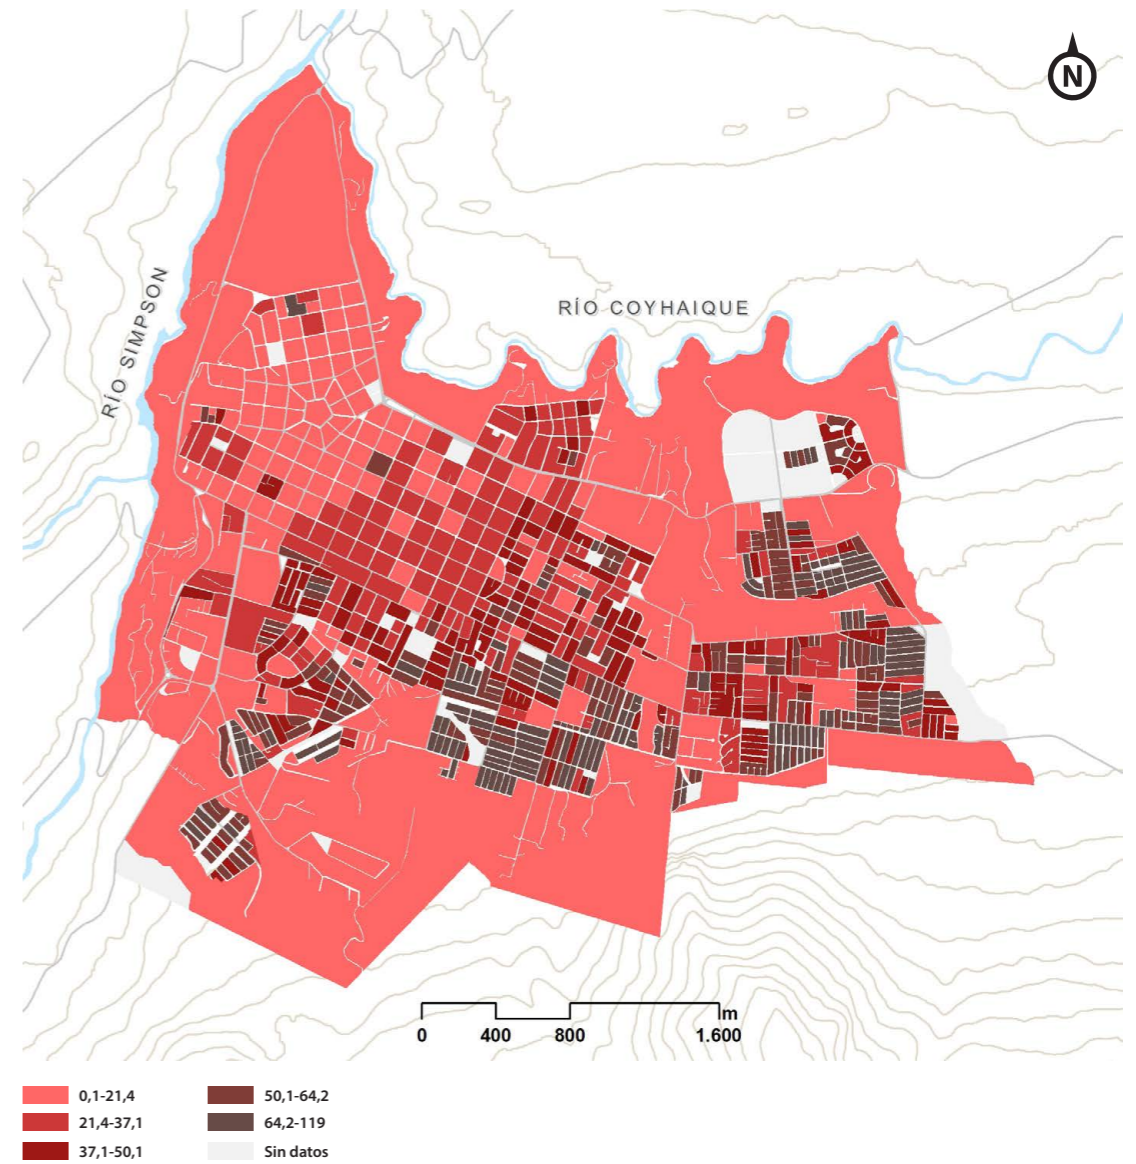 N
RÍO COYHAIQUE
RÍO SIMPSON
m
0 400 800 1.600
0,1-21,4
21,4-37,1
37,1-50,1
50,1-64,2
64,2-119
Sin datos